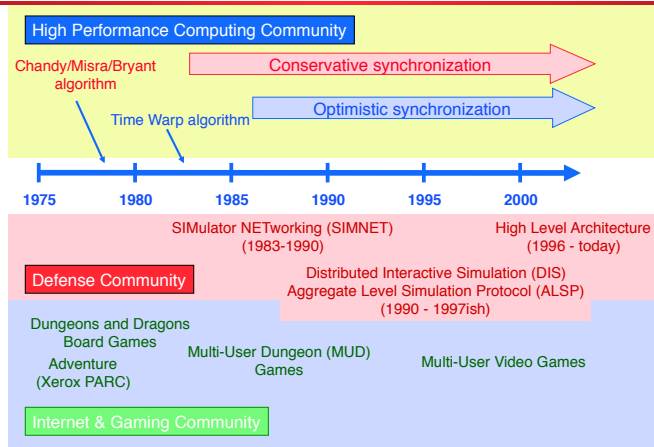 High Performance Computing Community
Chandy/Misra/Bryant
algorithm
Conservative synchronization
Optimistic synchronization
Time Warp algorithm
1975
1980
1985
1990
1995
2000
SIMulator NETworking (SIMNET)
(1983-1990)
High Level Architecture
(1996 - today)
Defense Community
Distributed Interactive Simulation (DIS)
Aggregate Level Simulation Protocol (ALSP)
(1990 - 1997ish)
Dungeons and Dragons
Board Games
Adventure
(Xerox PARC)
Multi-User Dungeon (MUD)
Games
Multi-User Video Games
Internet & Gaming Community